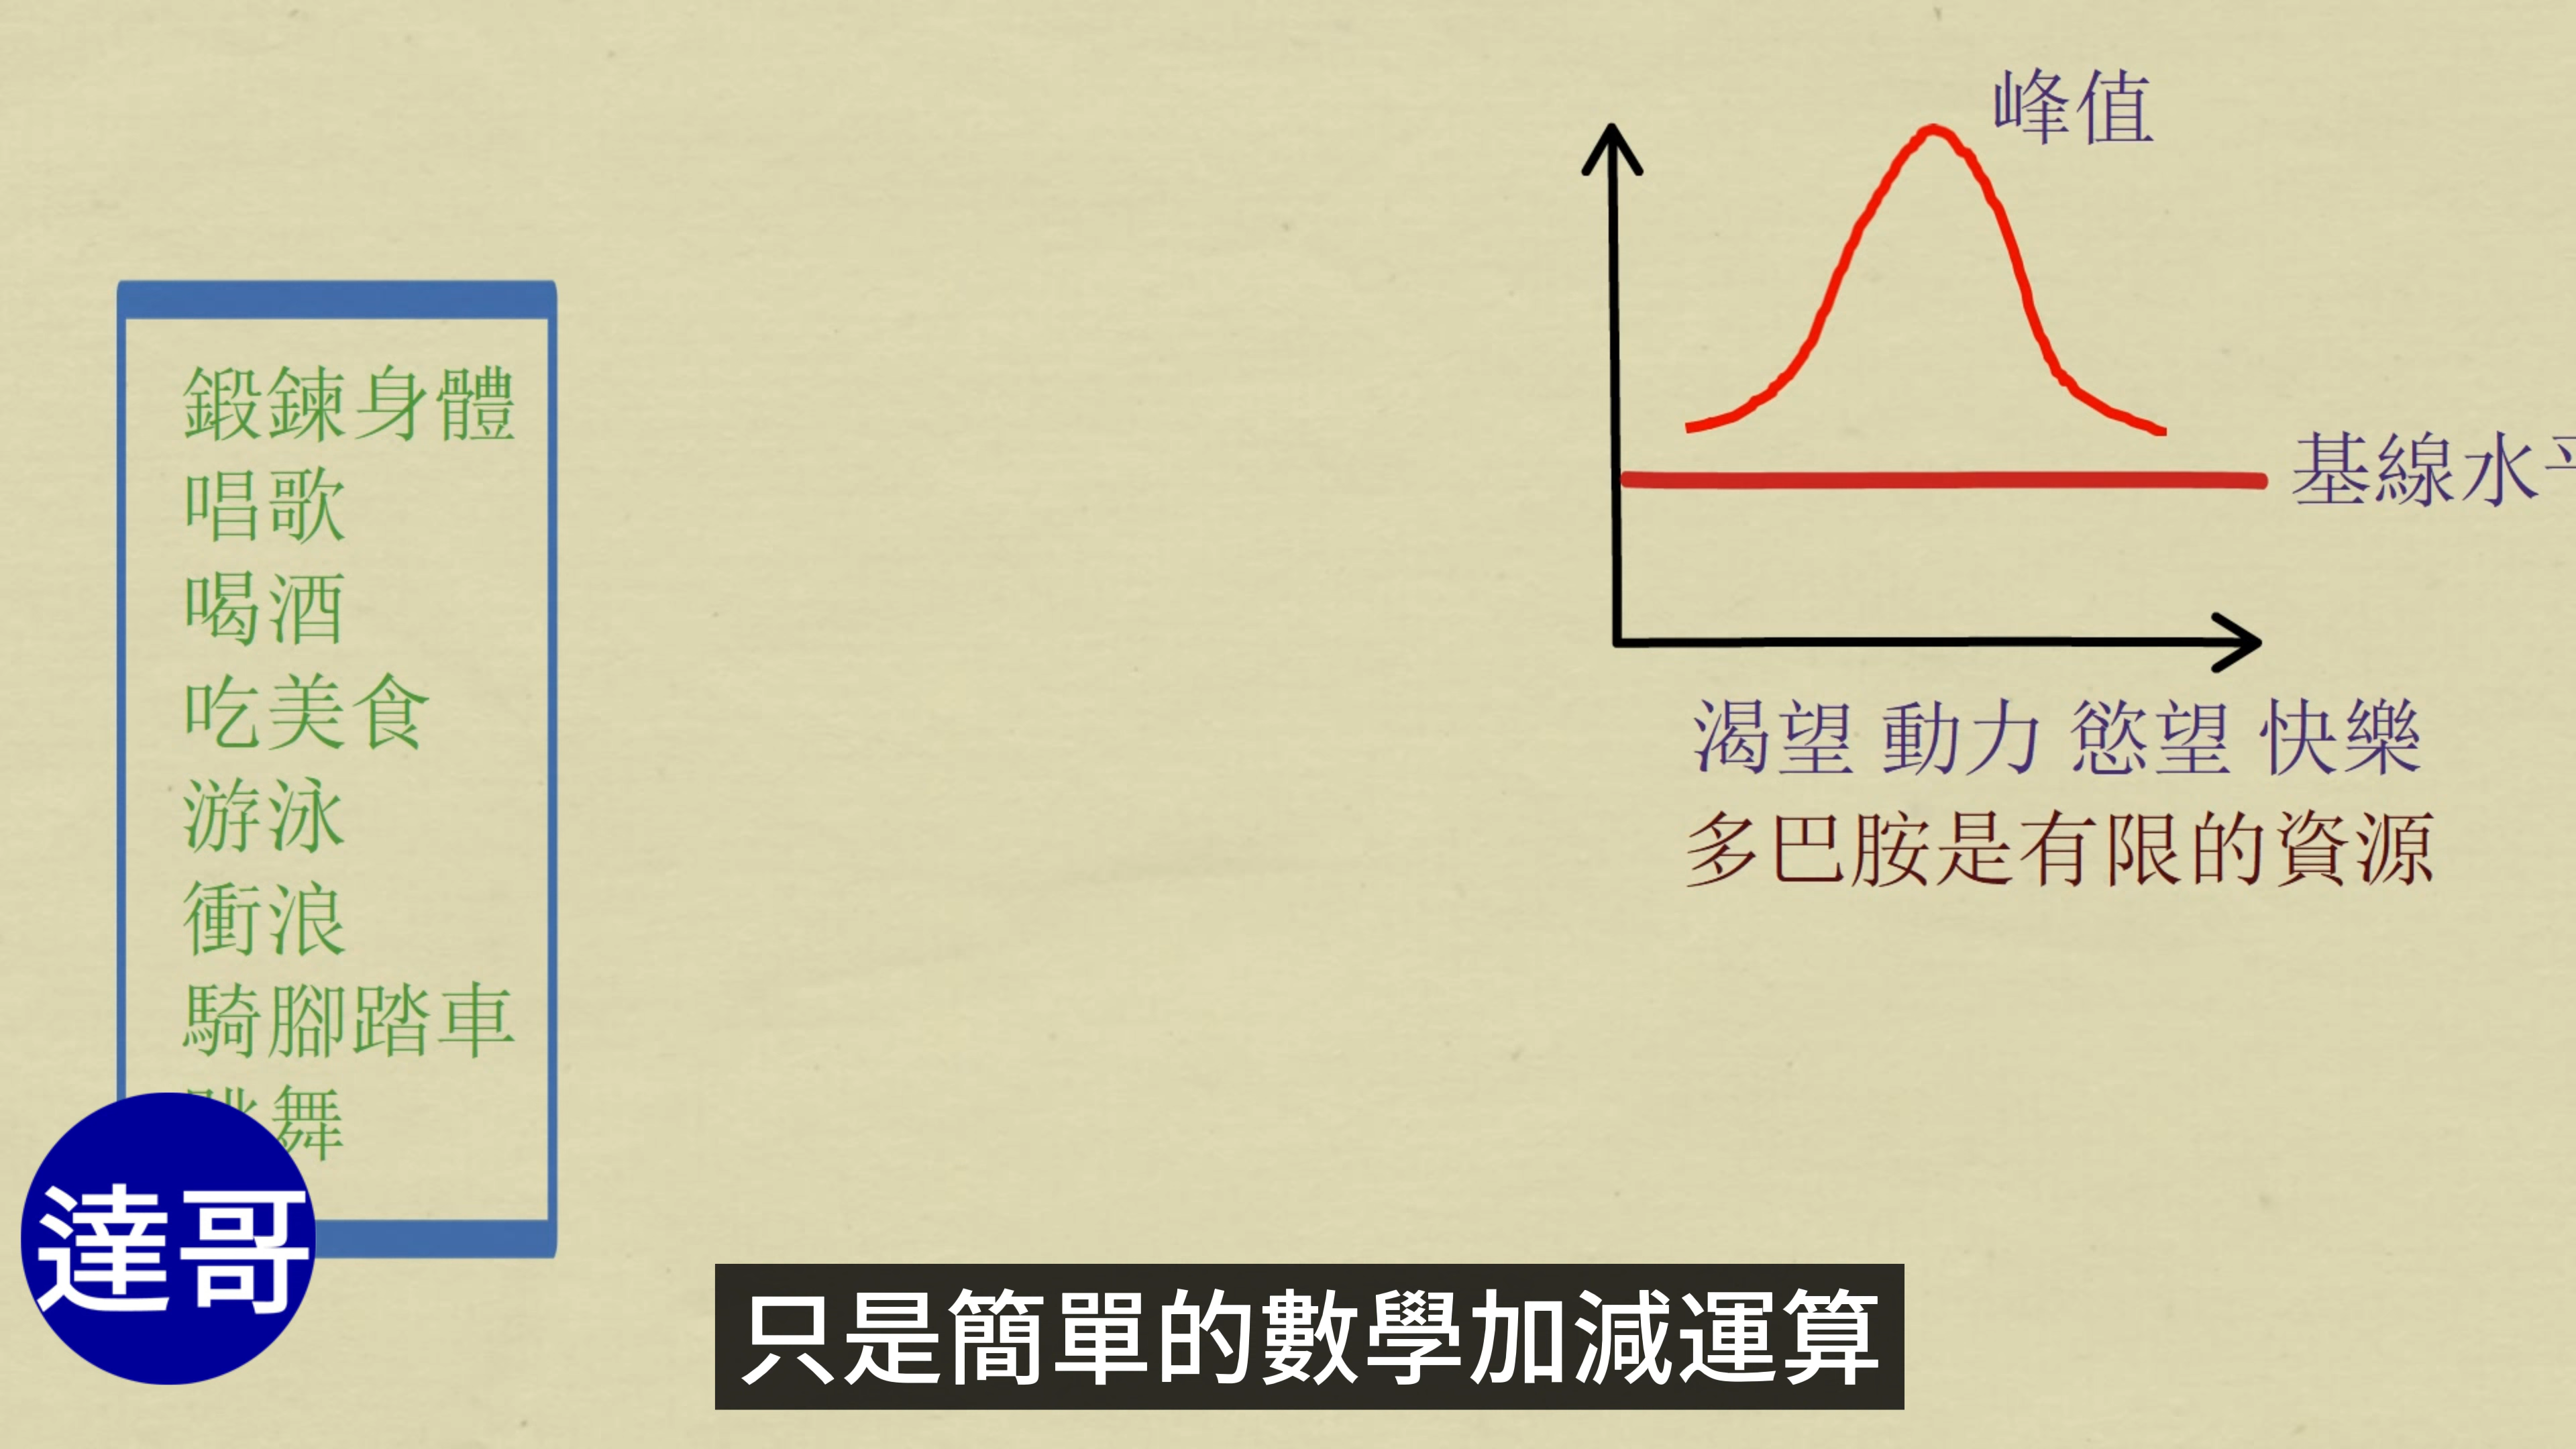 峰值
基線水
渴望 動力 慾望 快樂
多巴胺是有限的資源
鍛鍊身體
唱歌
喝酒
吃美食
游泳
衝浪
騎腳踏車
舞
達哥
只是簡單的數學加減運算